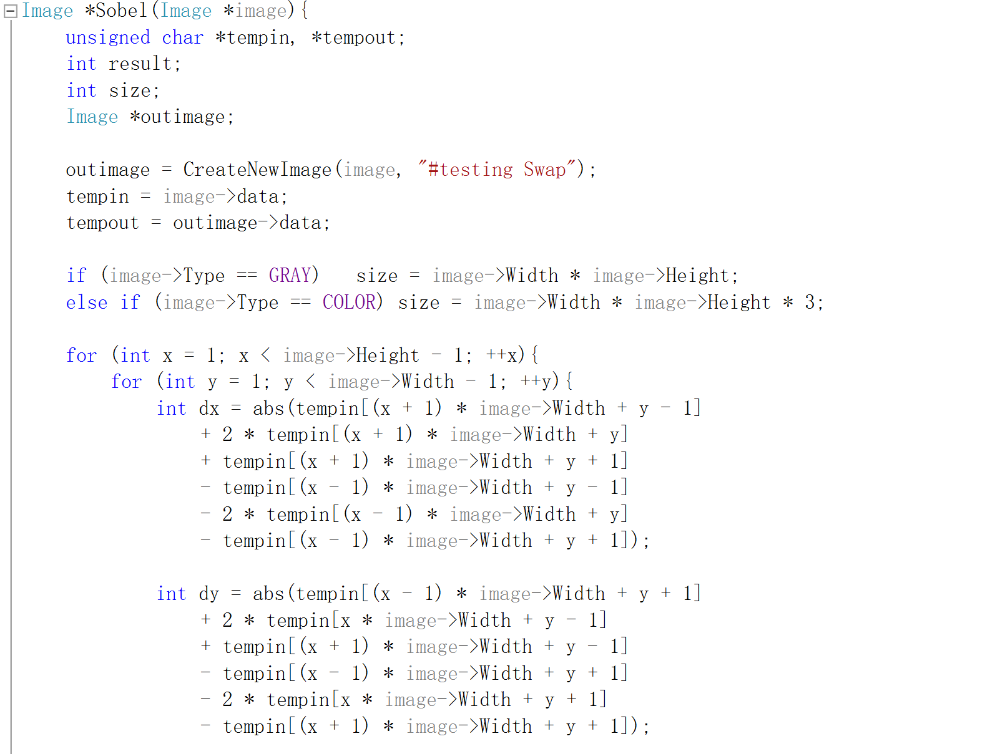 Image *Sobel(Image *image){
unsigned char *tempin, *tempout;
int result;
int size;
Image *outimage;
outimage = CreateNewImage(image, "#testing Swap");
tempin = image->data;
tempout = outimage->data;
if (image->Type == GRAY)   size = image->Width * image->Height;
else if (image->Type == COLOR) size = image->Width * image->Height * 3;
for (int x = 1; x < image->Height - 1; ++x){
for (int y = 1; y < image->Width - 1; ++y){
int dx = abs(tempin[(x + 1) * image->Width + y - 1]
+ 2 * tempin[(x + 1) * image->Width + y]
+ tempin[(x + 1) * image->Width + y + 1]
- tempin[(x - 1) * image->Width + y - 1]
- 2 * tempin[(x - 1) * image->Width + y]
- tempin[(x - 1) * image->Width + y + 1]);
int dy = abs(tempin[(x - 1) * image->Width + y + 1]
+ 2 * tempin[x * image->Width + y - 1]
+ tempin[(x + 1) * image->Width + y - 1]
- tempin[(x - 1) * image->Width + y + 1]
- 2 * tempin[x * image->Width + y + 1]
- tempin[(x + 1) * image->Width + y + 1]);